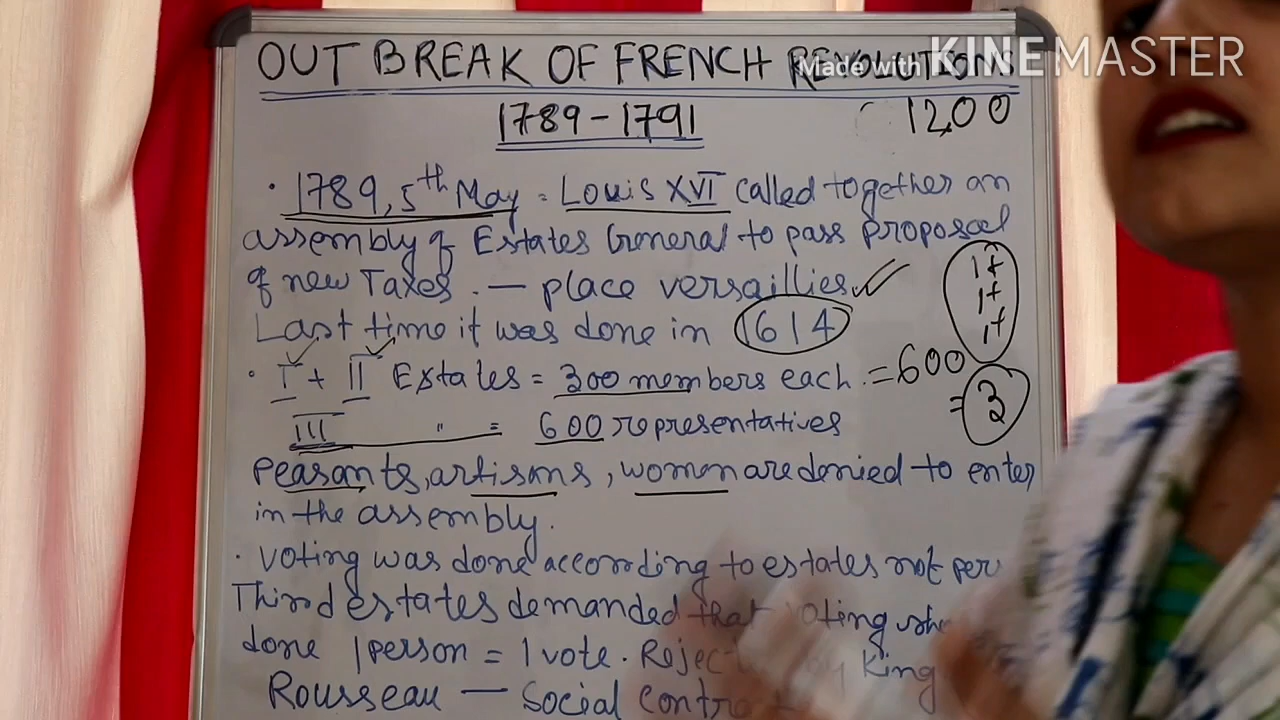 OUT BREAK OF FRENCH REVOLUTIONS
Made with KINEMASTER
1789-1791
1200
· 1789, 5th May = Louis XVI called together an
assembly of Estates General to pass proposal
of new Taxes. — place versaillies
Last time it was done in 1614
1+
1+
1+
· I + II Estates = 300 members each. = 600
= 3
III " = 600 representatives
Peasants, artisans, women are denied to enter
in the assembly.
· voting was done according to estates not per
Third estates demanded that voting
done 1 person = 1 vote. King
Rousseau — Social